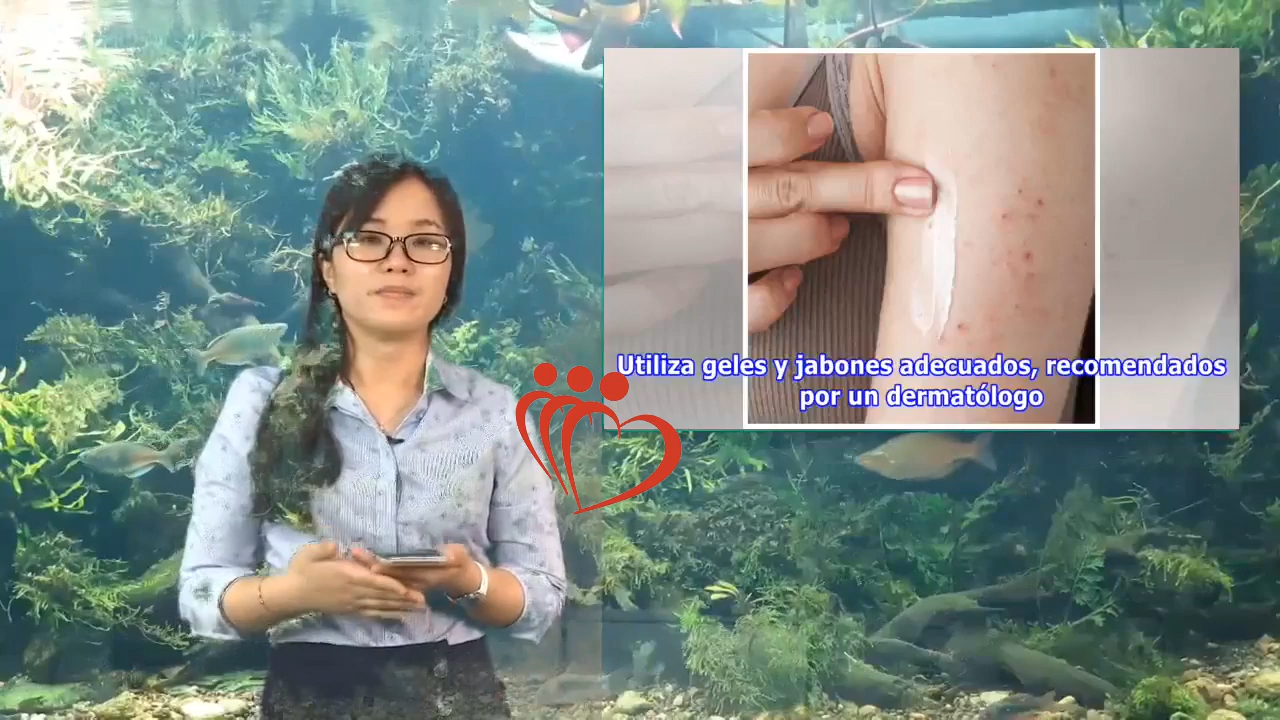 Utiliza geles y jabones adecuados, recomendados
por un dermatólogo